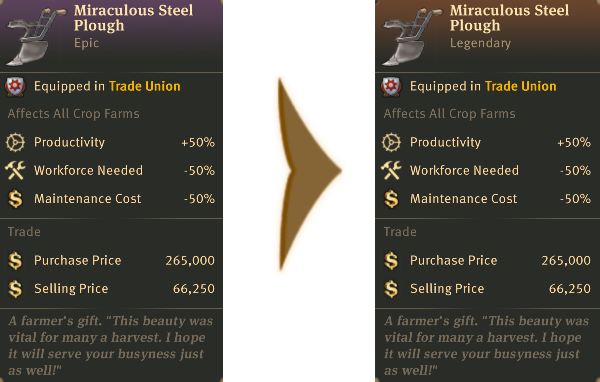 Miraculous Steel
Plough
Epic
Equipped in Trade Union
Affects All Crop Farms
Productivity +50%
Workforce Needed -50%
Maintenance Cost -50%
Trade
Purchase Price 265,000
Selling Price 66,250
A farmer's gift. "This beauty was
vital for many a harvest. I hope
it will serve your busyness just
as well!"
Miraculous Steel
Plough
Legendary
Equipped in Trade Union
Affects All Crop Farms
Productivity +50%
Workforce Needed -50%
Maintenance Cost -50%
Trade
Purchase Price 265,000
Selling Price 66,250
A farmer's gift. "This beauty was
vital for many a harvest. I hope
it will serve your busyness just
as well!"